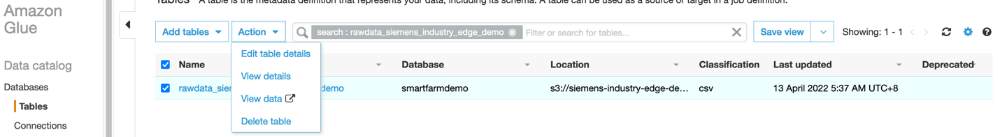 Tables A table is the metadata definition that represents your data, including its schema. A table can be used as a source or target in a job definition.
Amazon
Glue
Add tables Action search : rawdata_siemens_industry_edge_demo Filter or search for tables... Save view Showing: 1 - 1
Edit table details
View details
View data
Delete table
Name Database Location Classification Last updated Deprecated
rawdata_sie demo smartfarmdemo s3://siemens-industry-edge-de... csv 13 April 2022 5:37 AM UTC+8
Data catalog
Databases
Tables
Connections